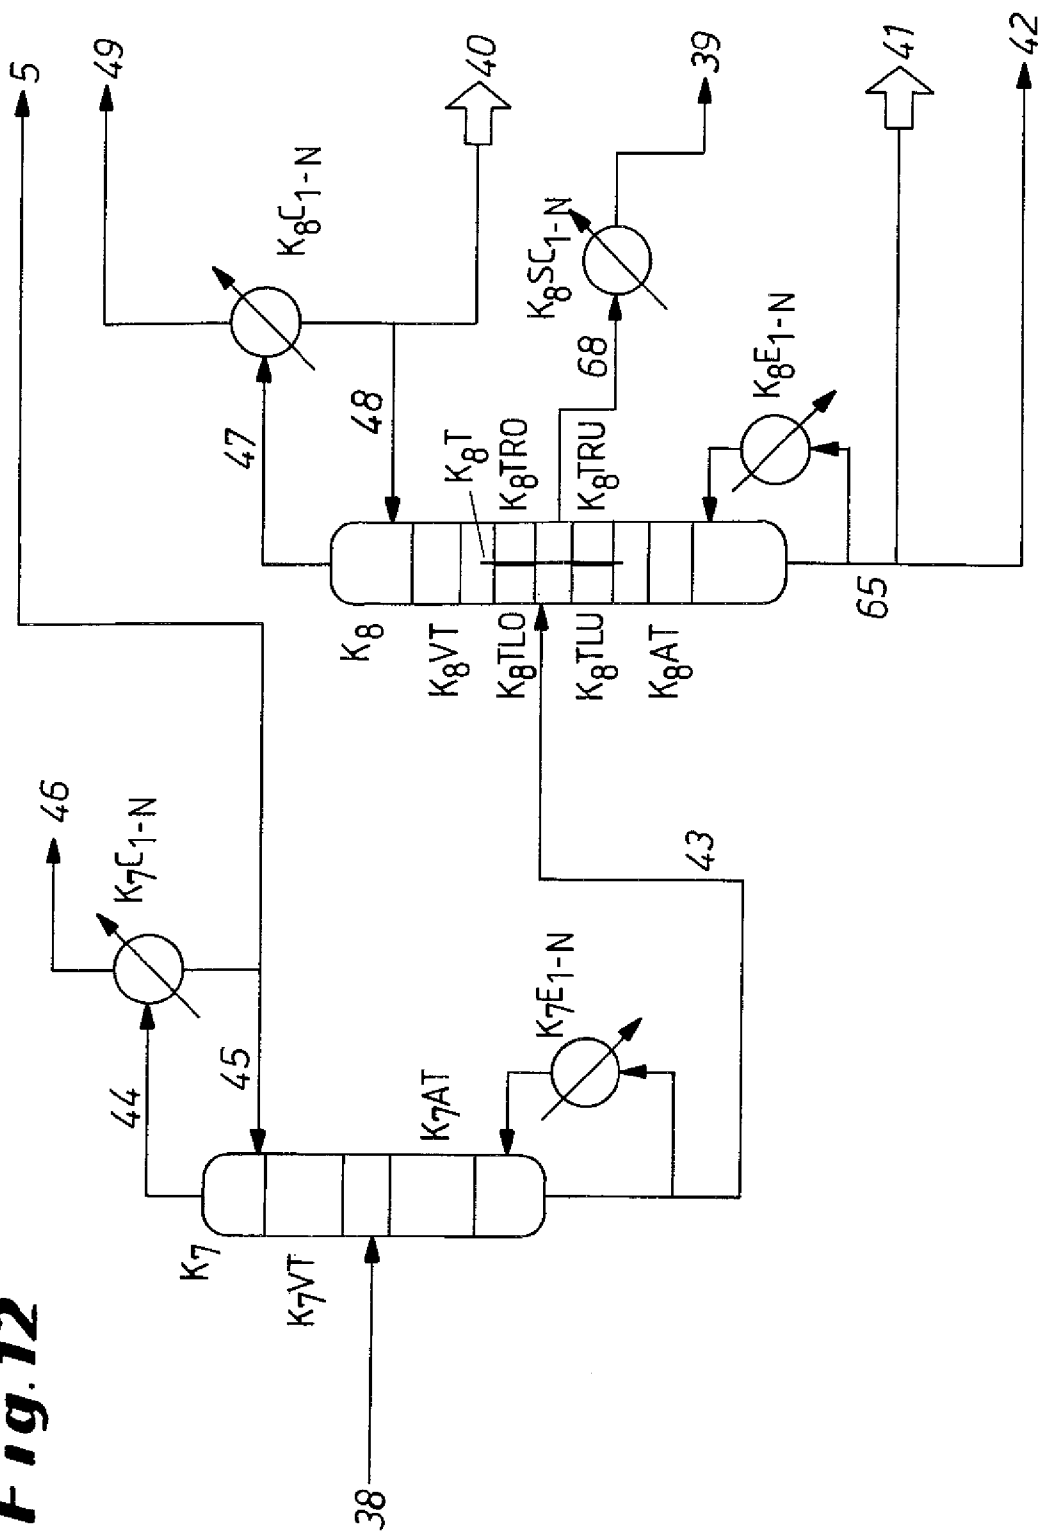 Fig.12
38
K7
K7VT
K7AT
44
45
K7C1-N
46
K7E1-N
43
5
K8
K8VT
K8TLO
K8TLU
K8AT
K8T
K8TRO
K8TRU
47
48
K8C1-N
49
40
68
K8SC1-N
39
K8E1-N
65
41
42